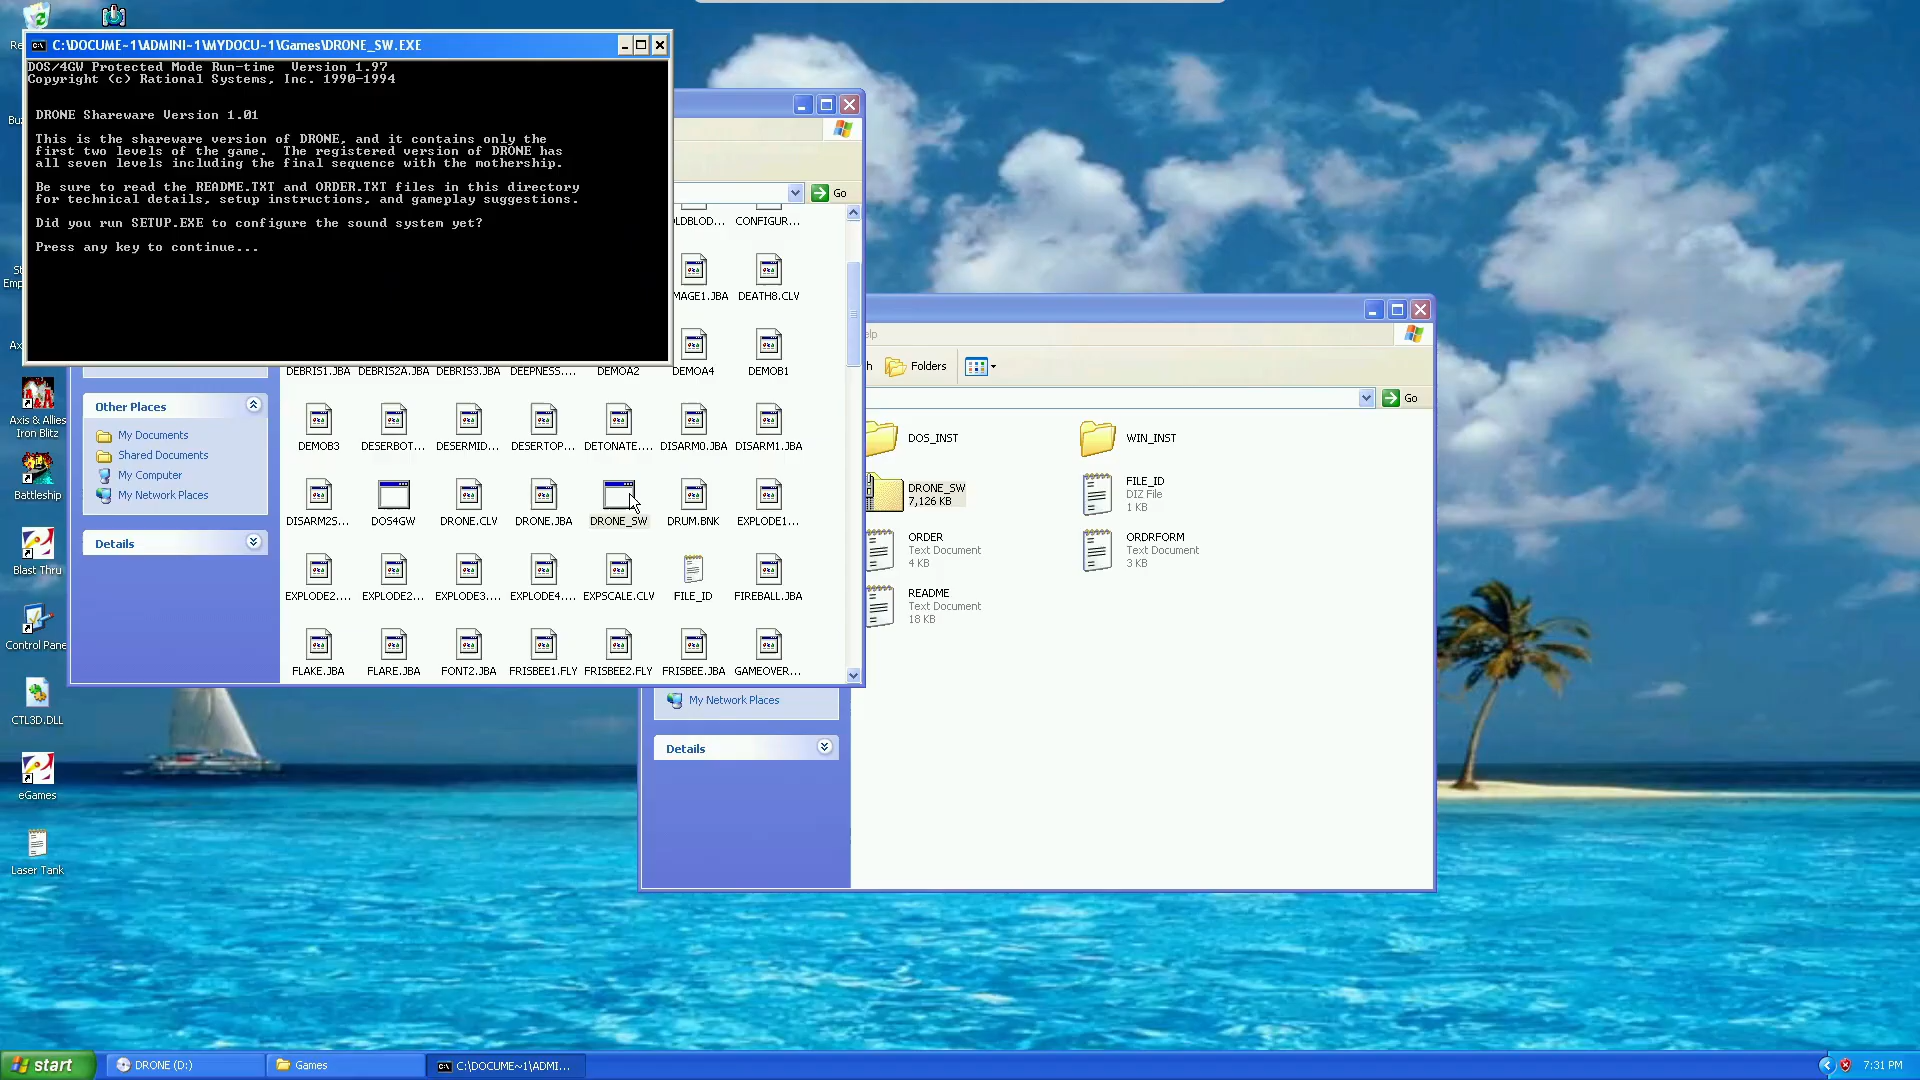 C:\DOCUME~1\ADMINI~1\MYDOCU~1\Games\DRONE_SW.EXE
DOS/4GW Protected Mode Run-time  Version 1.97
Copyright (c) Rational Systems, Inc. 1990-1994
DRONE Shareware Version 1.01
This is the shareware version of DRONE, and it contains only the
first two levels of the game.  The registered version of DRONE has
all seven levels including the final sequence with the mothership.
Be sure to read the README.TXT and ORDER.TXT files in this directory
for technical details, setup instructions, and gameplay suggestions.
Did you run SETUP.EXE to configure the sound system yet?
Press any key to continue...
Go
LDBLOD... CONFIGUR...
MAGE1.JBA DEATH8.CLV
DEBRIS1.JBA DEBRIS2A.JBA DEBRIS3.JBA DEEPNESS.... DEMOA2 DEMOA4 DEMOB1
DEMOB3 DESERBOT... DESERMID... DESERTOP... DETONATE.... DISARM0.JBA DISARM1.JBA
DISARM2S... DOS4GW DRONE.CLV DRONE.JBA DRONE_SW DRUM.BNK EXPLODE1...
EXPLODE2.... EXPLODE2... EXPLODE3.... EXPLODE4.... EXPSCALE.CLV FILE_ID FIREBALL.JBA
FLAKE.JBA FLARE.JBA FONT2.JBA FRISBEE1.FLY FRISBEE2.FLY FRISBEE.JBA GAMEOVER...
Other Places
My Documents
Shared Documents
My Computer
My Network Places
Details
elp
h Folders
Go
DOS_INST
WIN_INST
DRONE_SW
7,126 KB
FILE_ID
DIZ File
1 KB
ORDER
Text Document
4 KB
ORDRFORM
Text Document
3 KB
README
Text Document
18 KB
My Network Places
Details
Axis & Allies
Iron Blitz
Battleship
Blast Thru
Control Pane
CTL3D.DLL
eGames
Laser Tank
start
DRONE (D:)
Games
C:\DOCUME~1\ADMI...
7:31 PM